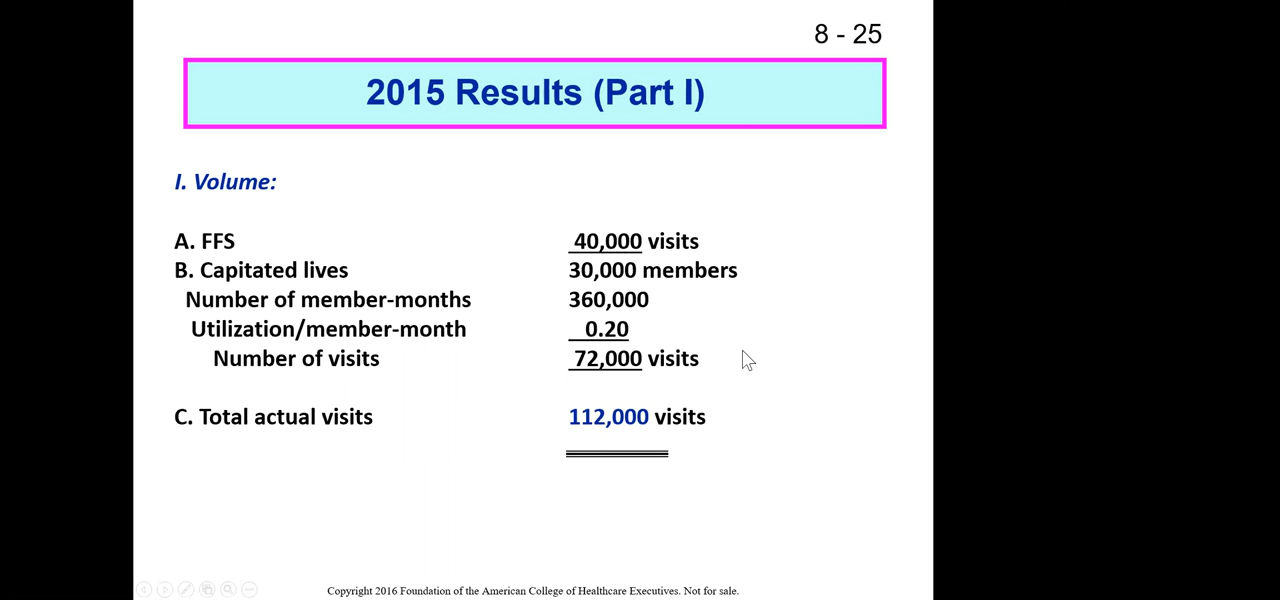 8 - 25
2015 Results (Part I)
I. Volume:
A. FFS 40,000 visits
B. Capitated lives 30,000 members
Number of member-months 360,000
Utilization/member-month 0.20
Number of visits 72,000 visits
C. Total actual visits 112,000 visits
Copyright 2016 Foundation of the American College of Healthcare Executives. Not for sale.